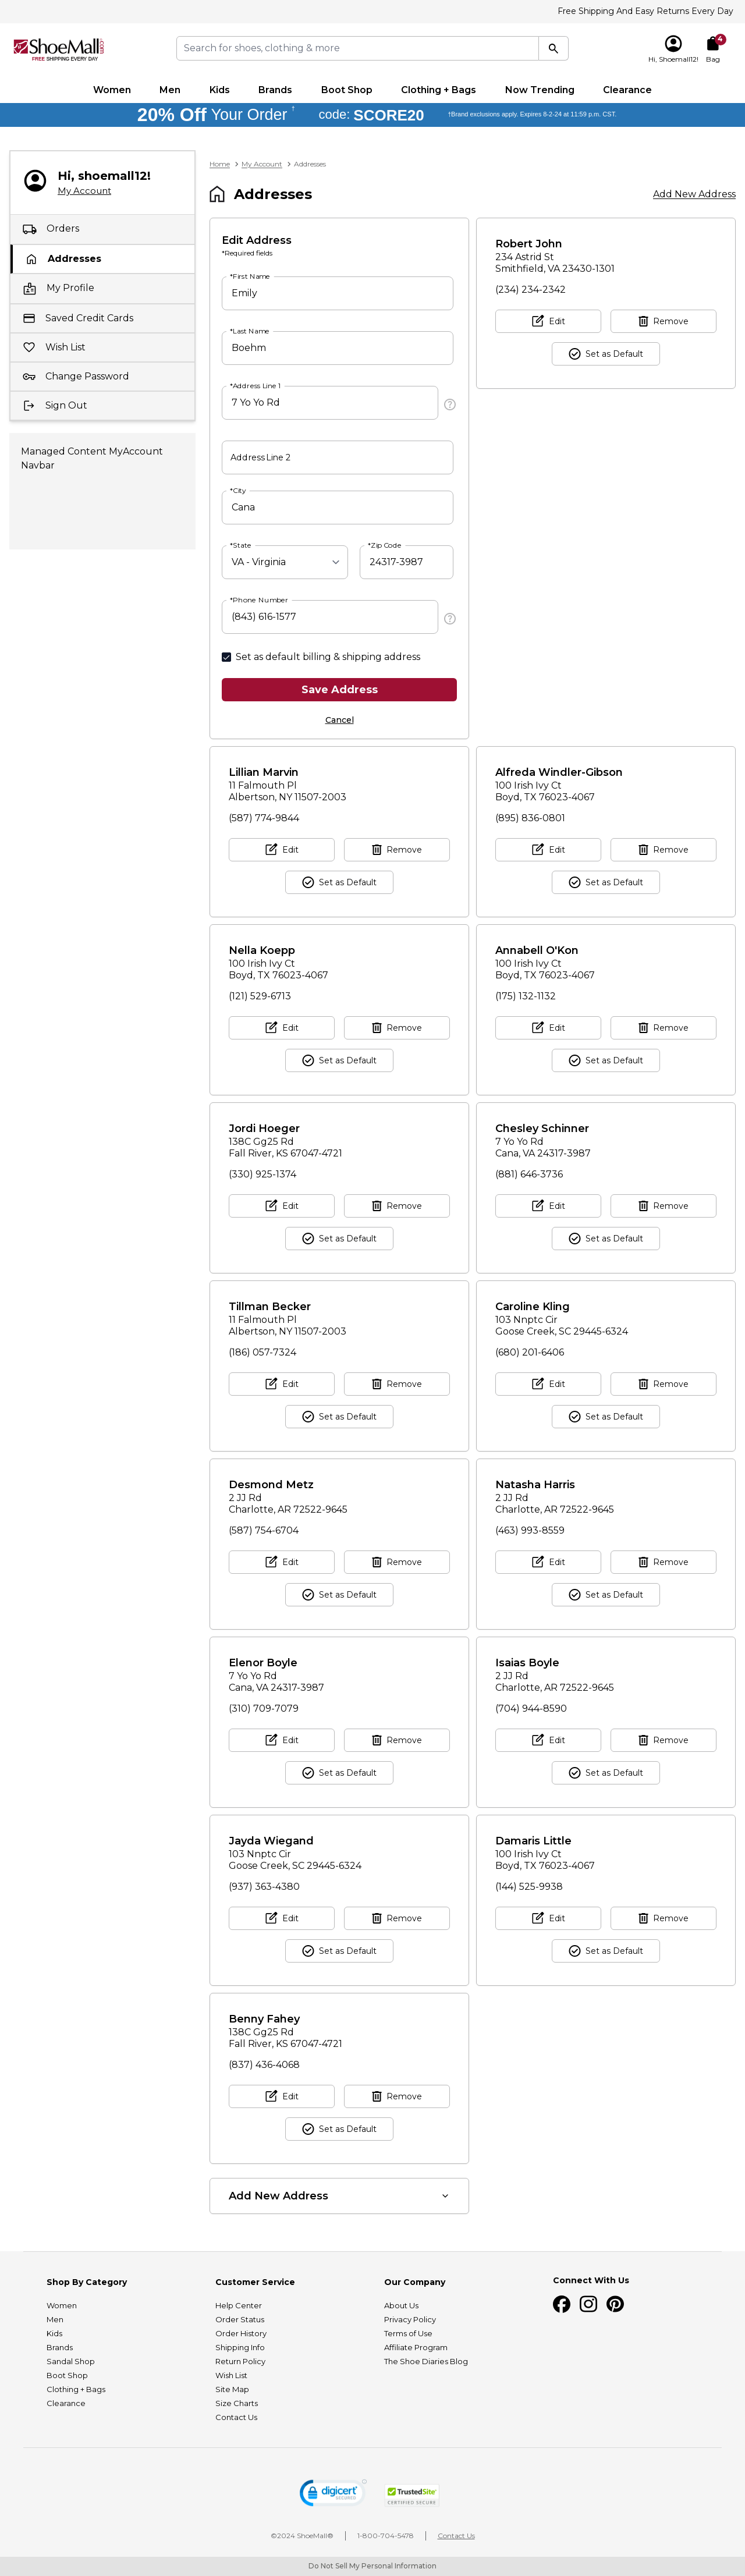 Free Shipping And Easy Returns Every Day
ShoeMall
FREE SHIPPING EVERY DAY
Search for shoes, clothing & more
Hi, Shoemall12!
4
Bag
Women Men Kids Brands Boot Shop Clothing + Bags Now Trending Clearance
20% Off Your Order † code: SCORE20 †Brand exclusions apply. Expires 8-2-24 at 11:59 p.m. CST.
Hi, shoemall12!
My Account
Orders
Addresses
My Profile
Saved Credit Cards
Wish List
Change Password
Sign Out
Managed Content MyAccount
Navbar
Home > My Account > Addresses
Addresses
Add New Address
Edit Address
*Required fields
*First Name
Emily
*Last Name
Boehm
*Address Line 1
7 Yo Yo Rd
Address Line 2
*City
Cana
*State
VA - Virginia
*Zip Code
24317-3987
*Phone Number
(843) 616-1577
Set as default billing & shipping address
Save Address
Cancel
Robert John
234 Astrid St
Smithfield, VA 23430-1301
(234) 234-2342
Edit Remove
Set as Default
Lillian Marvin
11 Falmouth Pl
Albertson, NY 11507-2003
(587) 774-9844
Edit Remove
Set as Default
Alfreda Windler-Gibson
100 Irish Ivy Ct
Boyd, TX 76023-4067
(895) 836-0801
Edit Remove
Set as Default
Nella Koepp
100 Irish Ivy Ct
Boyd, TX 76023-4067
(121) 529-6713
Edit Remove
Set as Default
Annabell O'Kon
100 Irish Ivy Ct
Boyd, TX 76023-4067
(175) 132-1132
Edit Remove
Set as Default
Jordi Hoeger
138C Gg25 Rd
Fall River, KS 67047-4721
(330) 925-1374
Edit Remove
Set as Default
Chesley Schinner
7 Yo Yo Rd
Cana, VA 24317-3987
(881) 646-3736
Edit Remove
Set as Default
Tillman Becker
11 Falmouth Pl
Albertson, NY 11507-2003
(186) 057-7324
Edit Remove
Set as Default
Caroline Kling
103 Nnptc Cir
Goose Creek, SC 29445-6324
(680) 201-6406
Edit Remove
Set as Default
Desmond Metz
2 JJ Rd
Charlotte, AR 72522-9645
(587) 754-6704
Edit Remove
Set as Default
Natasha Harris
2 JJ Rd
Charlotte, AR 72522-9645
(463) 993-8559
Edit Remove
Set as Default
Elenor Boyle
7 Yo Yo Rd
Cana, VA 24317-3987
(310) 709-7079
Edit Remove
Set as Default
Isaias Boyle
2 JJ Rd
Charlotte, AR 72522-9645
(704) 944-8590
Edit Remove
Set as Default
Jayda Wiegand
103 Nnptc Cir
Goose Creek, SC 29445-6324
(937) 363-4380
Edit Remove
Set as Default
Damaris Little
100 Irish Ivy Ct
Boyd, TX 76023-4067
(144) 525-9938
Edit Remove
Set as Default
Benny Fahey
138C Gg25 Rd
Fall River, KS 67047-4721
(837) 436-4068
Edit Remove
Set as Default
Add New Address
Shop By Category
Women
Men
Kids
Brands
Sandal Shop
Boot Shop
Clothing + Bags
Clearance
Customer Service
Help Center
Order Status
Order History
Shipping Info
Return Policy
Wish List
Site Map
Size Charts
Contact Us
Our Company
About Us
Privacy Policy
Terms of Use
Affiliate Program
The Shoe Diaries Blog
Connect With Us
digicert
SECURED
TrustedSite
CERTIFIED SECURE
©2024 ShoeMall® | 1-800-704-5478 | Contact Us
Do Not Sell My Personal Information